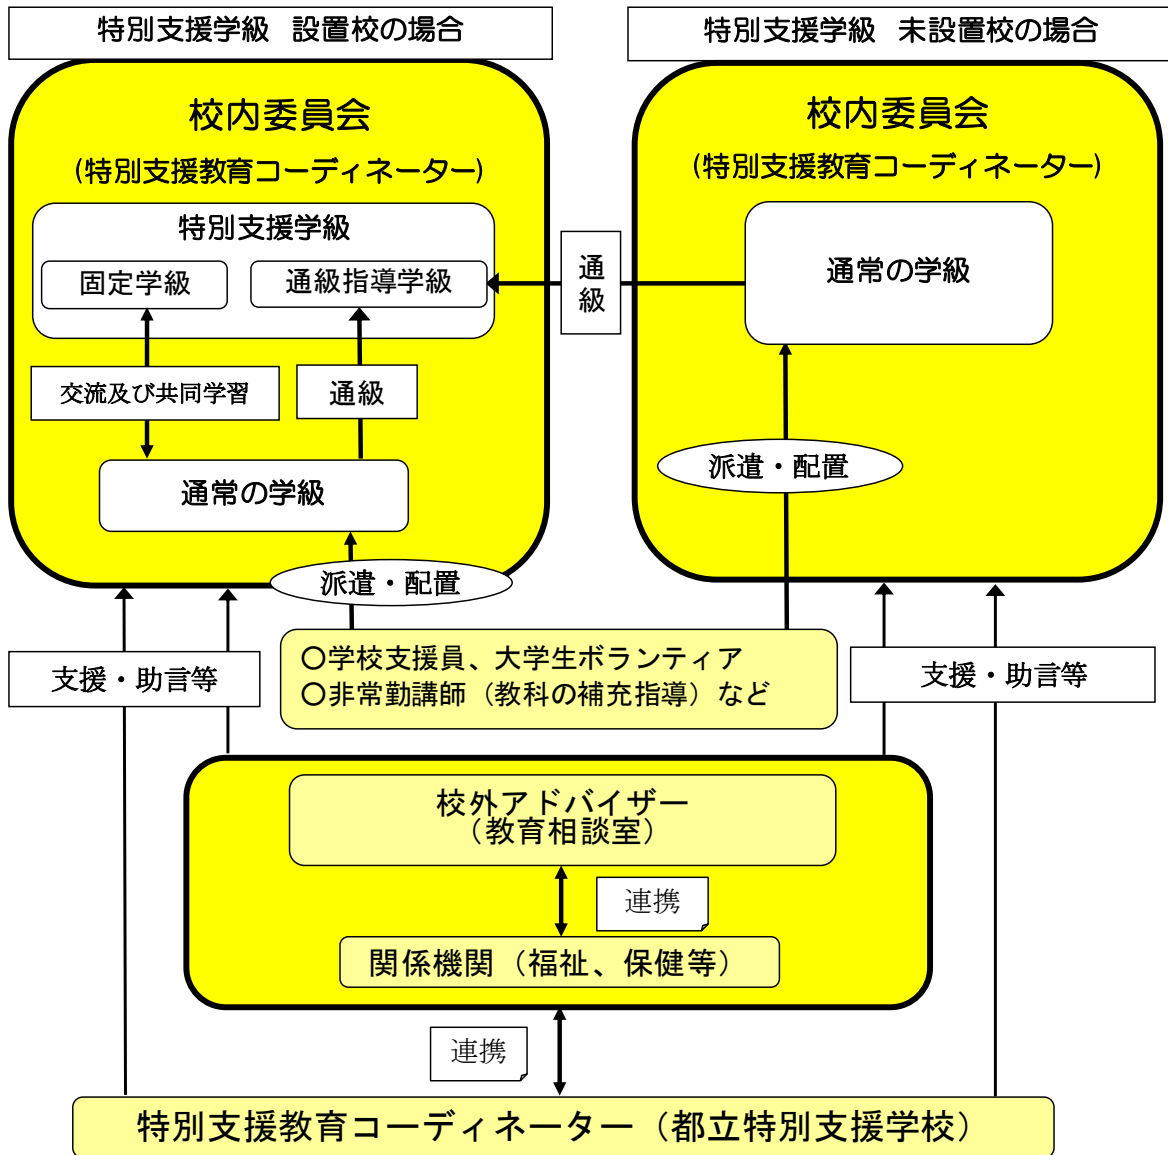 特別支援学級 設置校の場合
特別支援学級 未設置校の場合
校内委員会
(特別支援教育コーディネーター)
特別支援学級
固定学級
通級指導学級
交流及び共同学習
通級
通常の学級
派遣・配置
通級
校内委員会
(特別支援教育コーディネーター)
通常の学級
派遣・配置
○学校支援員、大学生ボランティア
○非常勤講師（教科の補充指導）など
支援・助言等
支援・助言等
校外アドバイザー
（教育相談室）
連携
関係機関（福祉、保健等）
連携
特別支援教育コーディネーター（都立特別支援学校）